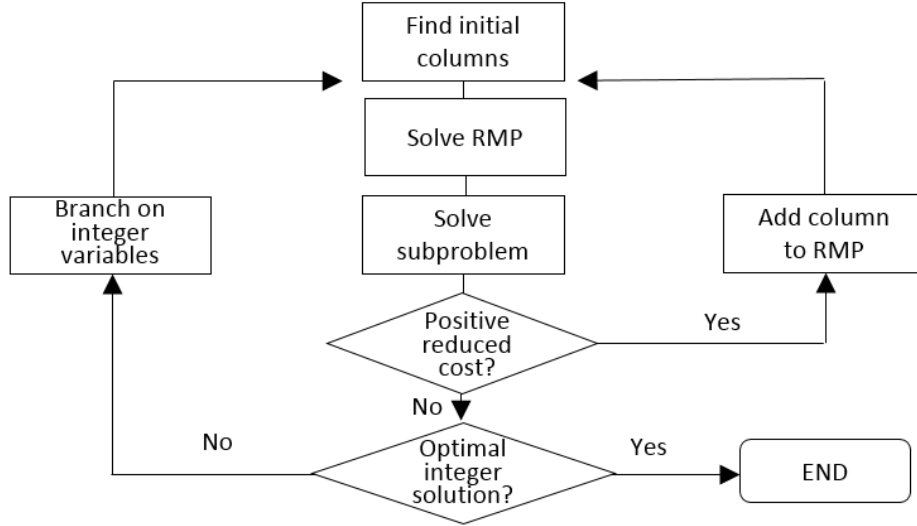 Find initial
columns
Solve RMP
Branch on
integer
variables
Solve
subproblem
Add column
to RMP
Positive
reduced
cost?
Yes
No
No
Optimal
integer
solution?
Yes
END